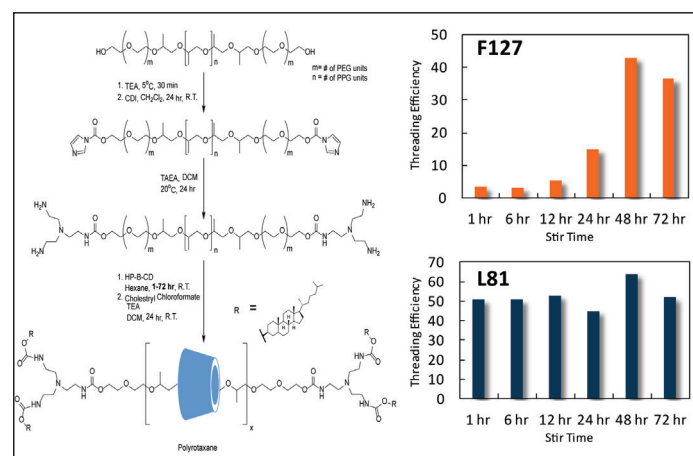 HO
O
O
O
O
O
O
OH
m
n
m
m= # of PEG units
n = # of PPG units
1. TEA, 5°C, 30 min
2. CDI, CH2Cl2, 24 hr, R.T.
N
N
O
O
O
O
O
O
O
O
O
O
N
N
m
n
m
TAEA, DCM
20°C, 24 hr
H2N
NH2
N
NH
O
O
O
O
O
O
O
O
O
O
HN
N
m
n
m
H2N
NH2
1. HP-B-CD
Hexane, 1-72 hr, R.T.
2. Cholestryl Chloroformate
TEA
DCM, 24 hr, R.T.
R =
H
H
H
R
O
O
HN
N
NH
O
O
O
O
O
O
O
O
HN
N
NH
O
O
R
x
Polyrotaxane
F127
Threading Efficiency
50
40
30
20
10
0
1 hr 6 hr 12 hr 24 hr 48 hr 72 hr
Stir Time
L81
Threading Efficiency
70
60
50
40
30
20
10
0
1 hr 6 hr 12 hr 24 hr 48 hr 72 hr
Stir Time